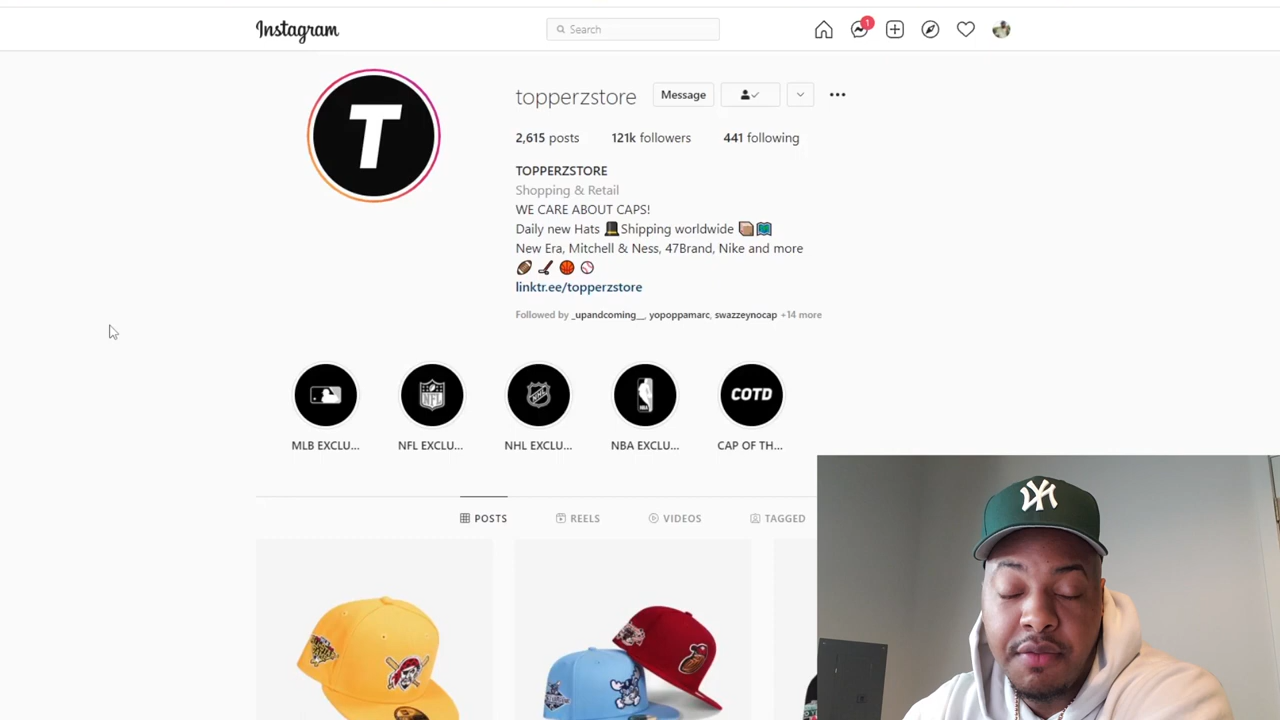 Instagram
Search
1
T
topperzstore
Message
2,615 posts 121k followers 441 following
TOPPERZSTORE
Shopping & Retail
WE CARE ABOUT CAPS!
Daily new Hats 🎩Shipping worldwide 📦🗺️
New Era, Mitchell & Ness, 47Brand, Nike and more
🏈 🏒 🏀 ⚾
linktr.ee/topperzstore
Followed by _upandcoming__, yopoppamarc, swazzeynocap +14 more
NFL
NHL
COTD
MLB EXCLU... NFL EXCLU... NHL EXCLU... NBA EXCLU... CAP OF TH...
POSTS REELS VIDEOS TAGGED
NY
P